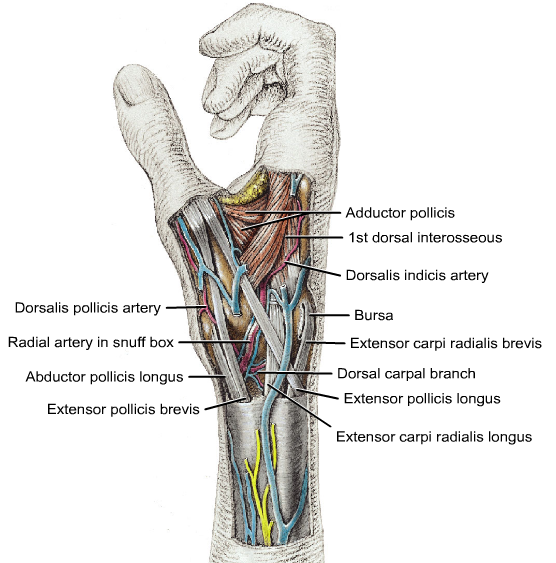 Adductor pollicis
1st dorsal interosseous
Dorsalis indicis artery
Dorsalis pollicis artery
Bursa
Radial artery in snuff box
Extensor carpi radialis brevis
Abductor pollicis longus
Dorsal carpal branch
Extensor pollicis brevis
Extensor pollicis longus
Extensor carpi radialis longus